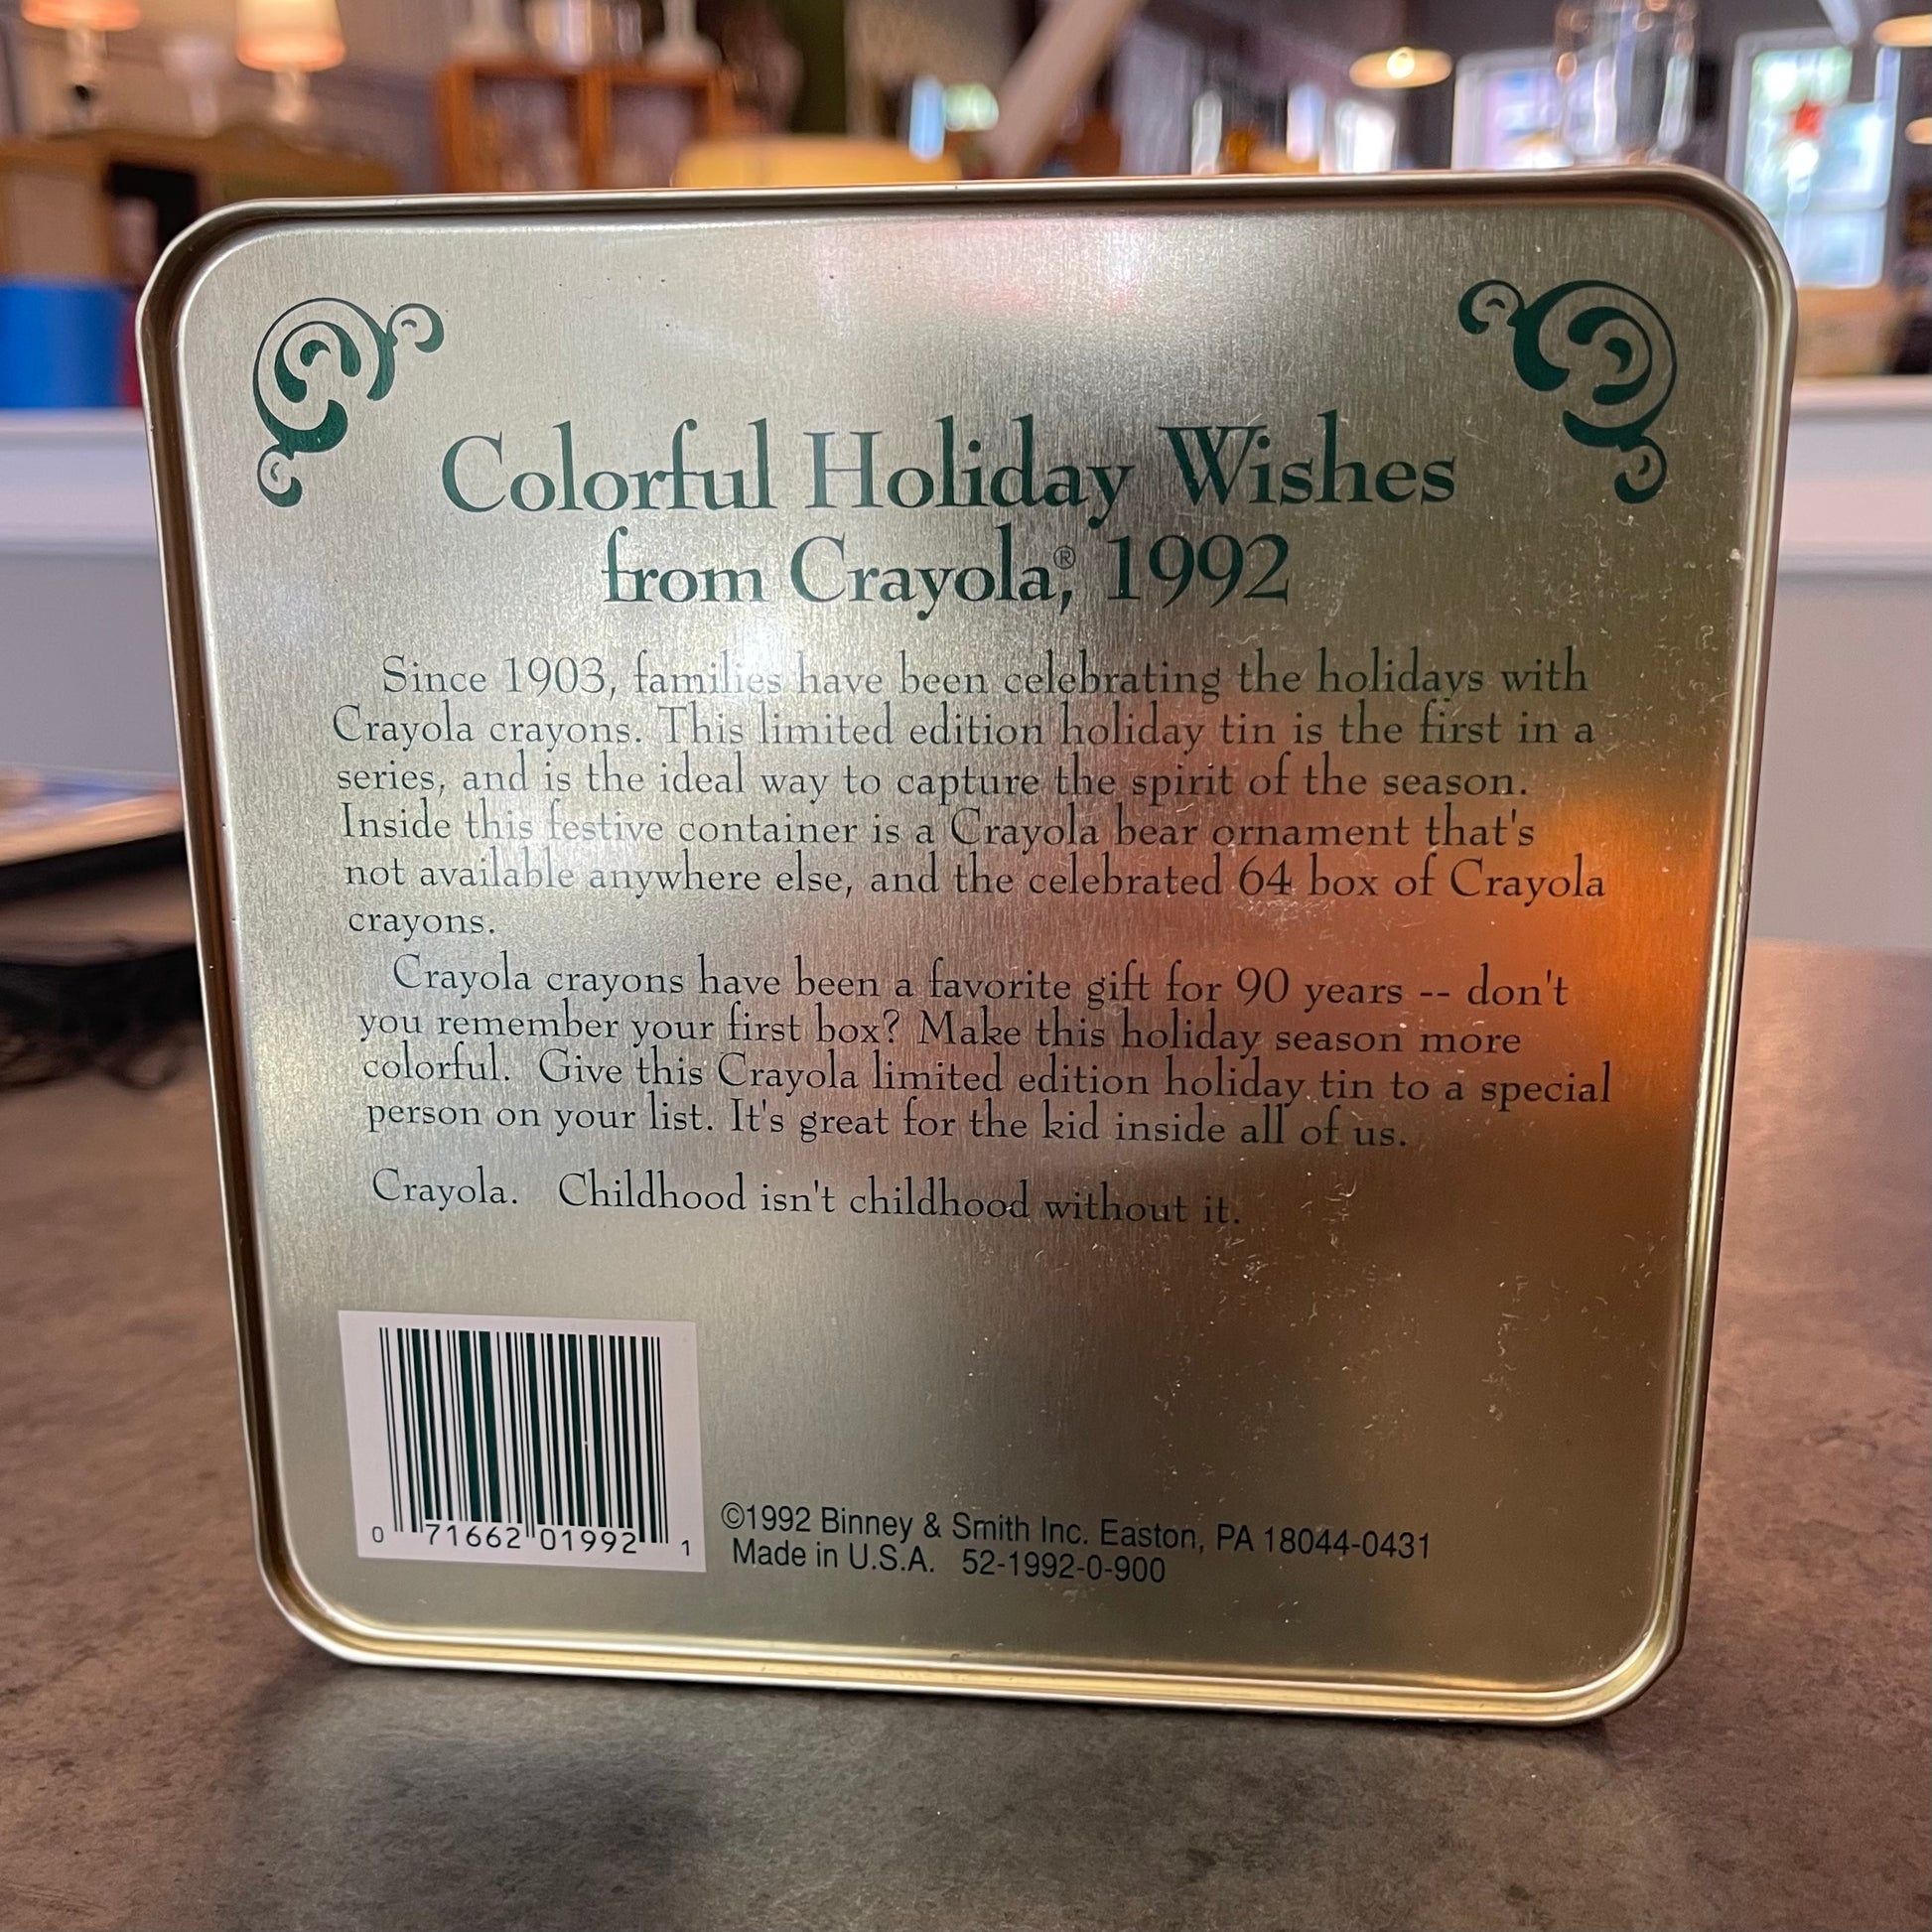 Colorful Holiday Wishes
from Crayola®, 1992
Since 1903, families have been celebrating the holidays with
Crayola crayons. This limited edition holiday tin is the first in a
series, and is the ideal way to capture the spirit of the season.
Inside this festive container is a Crayola bear ornament that's
not available anywhere else, and the celebrated 64 box of Crayola
crayons.
Crayola crayons have been a favorite gift for 90 years -- don't
you remember your first box? Make this holiday season more
colorful. Give this Crayola limited edition holiday tin to a special
person on your list. It's great for the kid inside all of us.
Crayola. Childhood isn't childhood without it.
0 71662 01992 1
©1992 Binney & Smith Inc. Easton, PA 18044-0431
Made in U.S.A. 52-1992-0-900